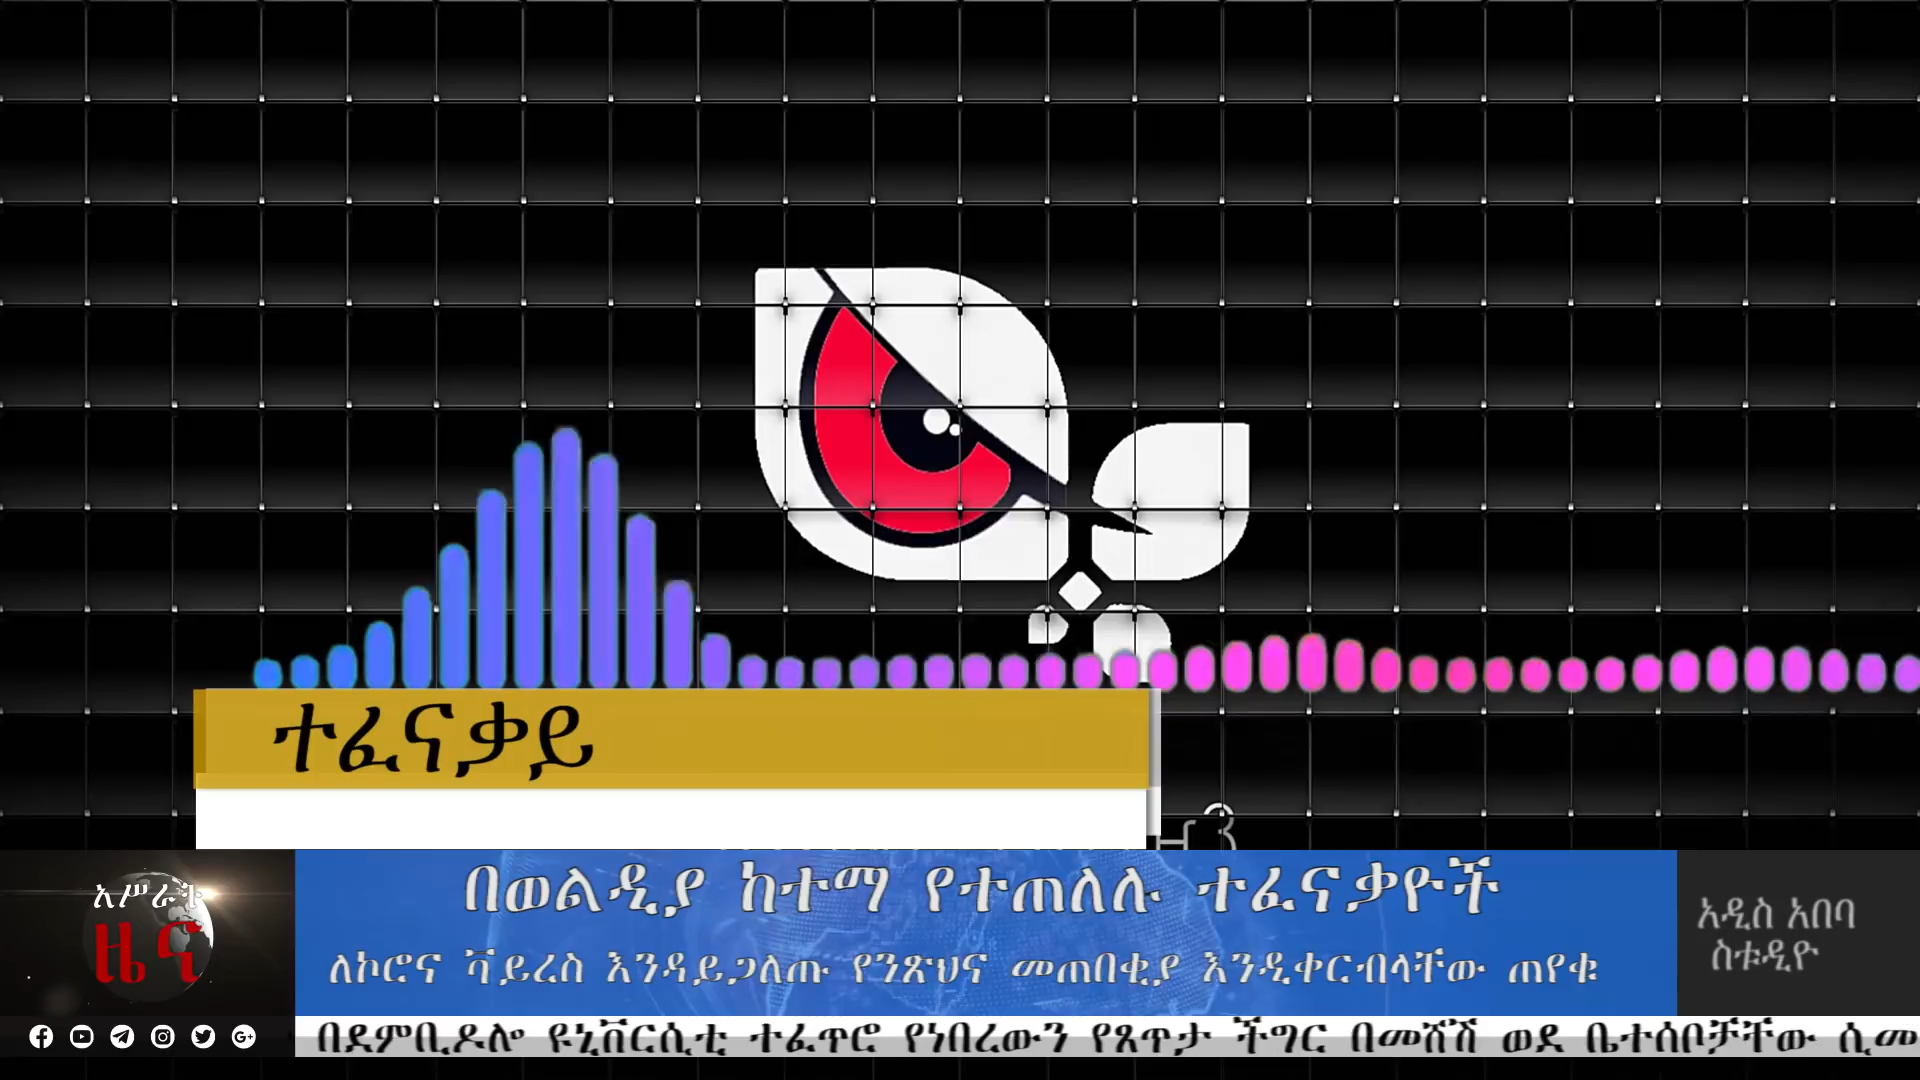 ተፈናቃይ
በወልዲያ ከተማ የተጠለሉ ተፈናቃዮች
ለኮሮና ቫይረስ እንዳይጋለጡ የንጽህና መጠበቂያ እንዲቀርብላቸው ጠየቁ
አሥራት
ዜና
አዲስ አበባ
ስቱዲዮ
በደምቢዶሎ ዩኒቨርሲቲ ተፈጥሮ የነበረውን የጸጥታ ችግር በመሸሽ ወደ ቤተሰቦቻቸው ሲመ